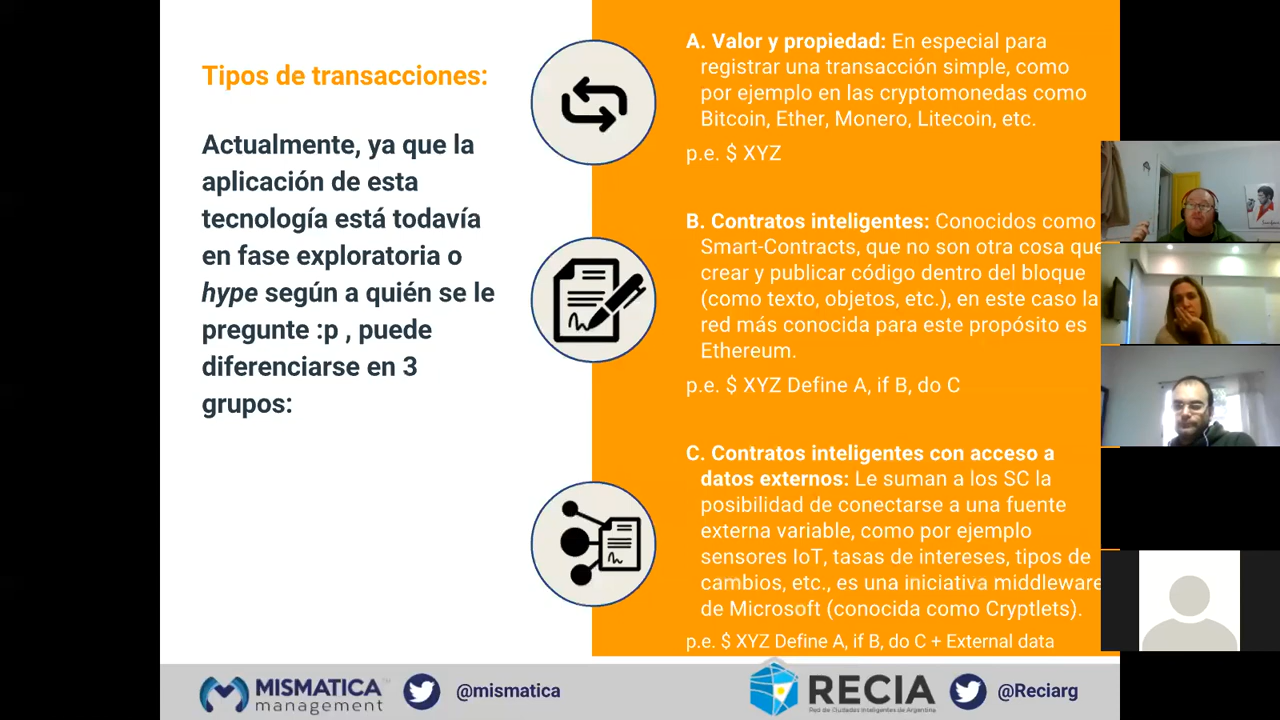 Tipos de transacciones:
Actualmente, ya que la
aplicación de esta
tecnología está todavía
en fase exploratoria o
hype según a quién se le
pregunte :p , puede
diferenciarse en 3
grupos:
A. Valor y propiedad: En especial para
registrar una transacción simple, como
por ejemplo en las cryptomonedas como
Bitcoin, Ether, Monero, Litecoin, etc.
p.e. $ XYZ
B. Contratos inteligentes: Conocidos como
Smart-Contracts, que no son otra cosa que
crear y publicar código dentro del bloque
(como texto, objetos, etc.), en este caso la
red más conocida para este propósito es
Ethereum.
p.e. $ XYZ Define A, if B, do C
C. Contratos inteligentes con acceso a
datos externos: Le suman a los SC la
posibilidad de conectarse a una fuente
externa variable, como por ejemplo
sensores IoT, tasas de intereses, tipos de
cambios, etc., es una iniciativa middleware
de Microsoft (conocida como Cryptlets).
p.e. $ XYZ Define A, if B, do C + External data
MISMATICA™
management
@mismatica
RECIA
Red de Ciudades Inteligentes de Argentina
@Reciarg